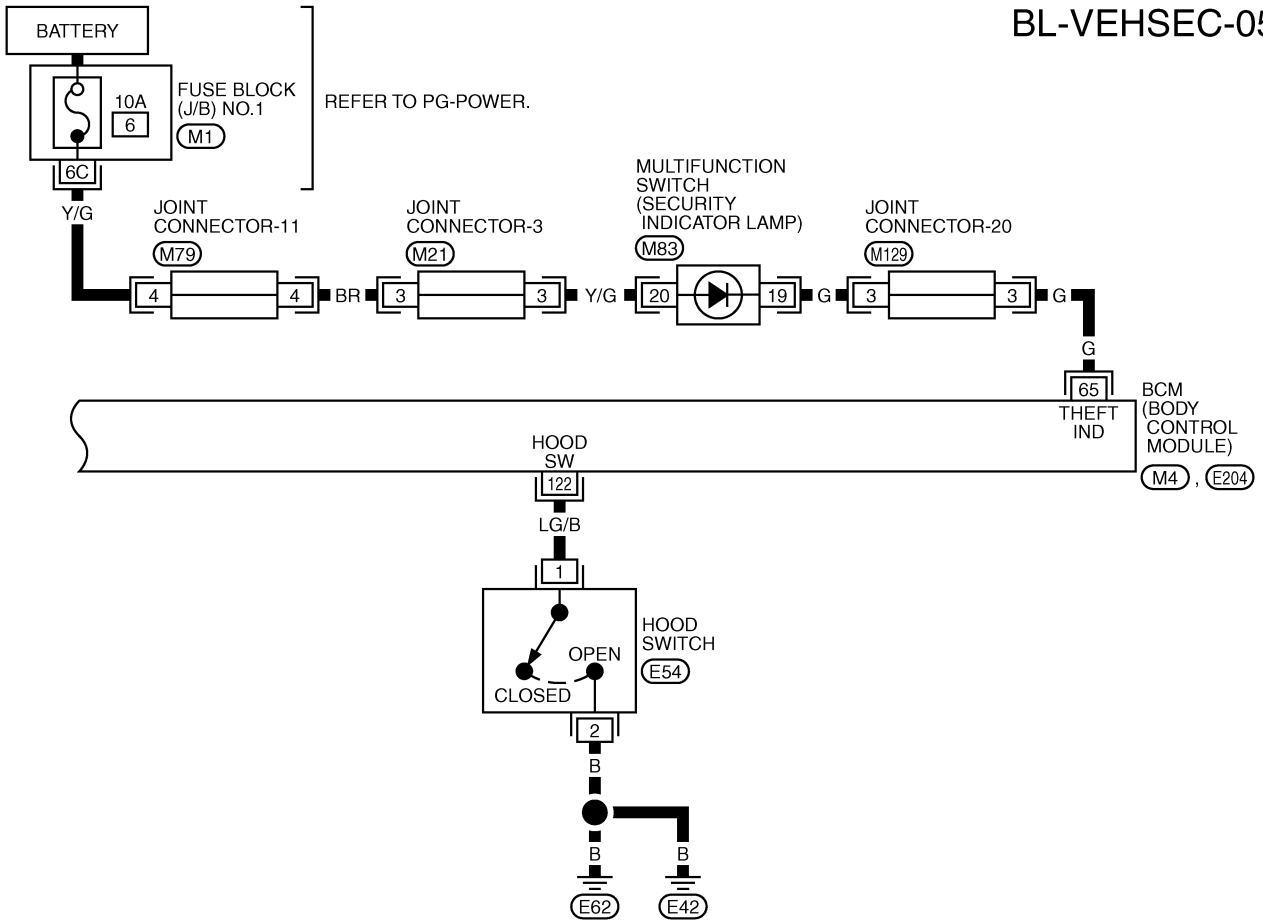 BL-VEHSEC-05
BATTERY
10A
6
FUSE BLOCK
(J/B) NO.1
M1
REFER TO PG-POWER.
6C
Y/G
JOINT
CONNECTOR-11
M79
JOINT
CONNECTOR-3
M21
MULTIFUNCTION
SWITCH
(SECURITY
INDICATOR LAMP)
M83
JOINT
CONNECTOR-20
M129
4 4 BR 3 3 Y/G 20 19 G 3 3 G
G
65
THEFT
IND
BCM
(BODY
CONTROL
MODULE)
M4 , E204
HOOD
SW
122
LG/B
1
OPEN
CLOSED
HOOD
SWITCH
E54
2
B
B B
E62 E42